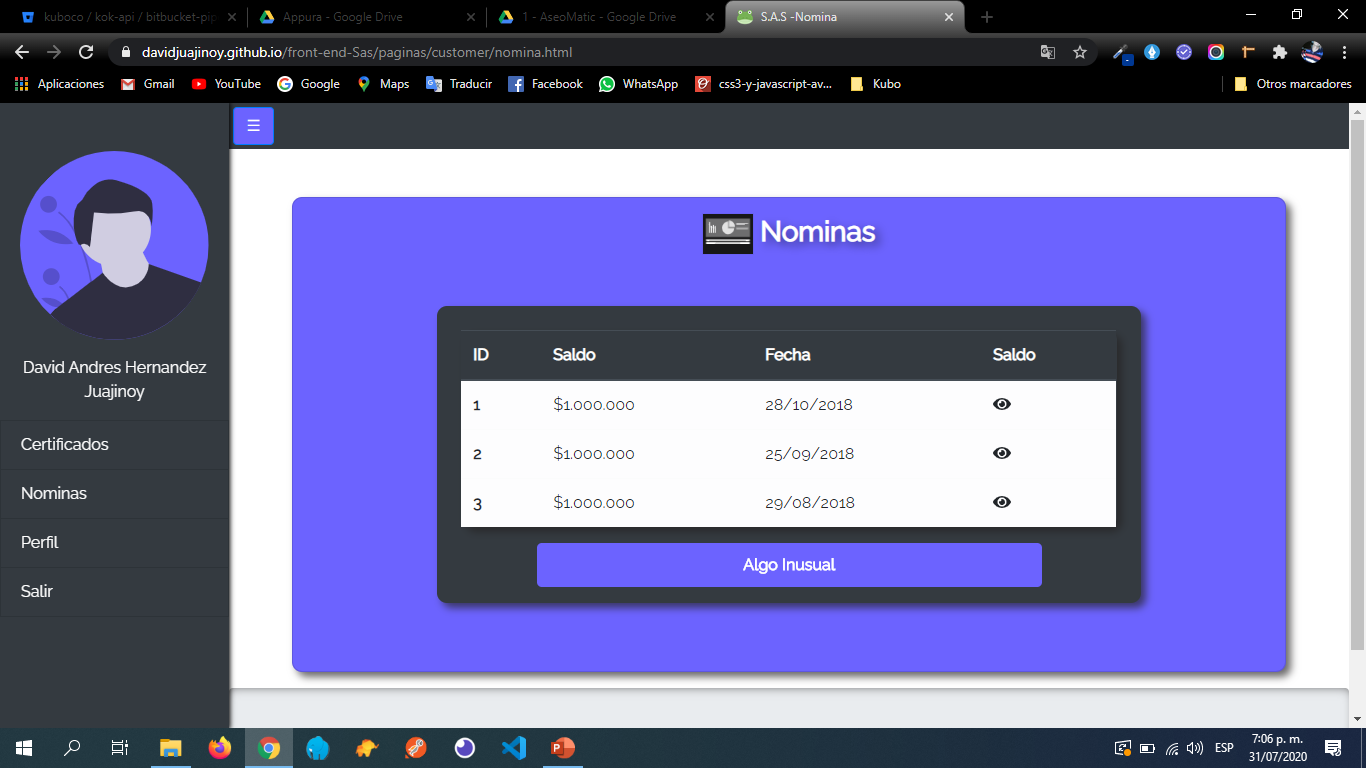 kuboco / kok-api / bitbucket-pip
Appura - Google Drive
1 - AseoMatic - Google Drive
S.A.S -Nomina
davidjuajinoy.github.io/front-end-Sas/paginas/customer/nomina.html
Aplicaciones Gmail YouTube Google Maps Traducir Facebook WhatsApp css3-y-javascript-av... Kubo Otros marcadores
Nominas
David Andres Hernandez
Juajinoy
Certificados
Nominas
Perfil
Salir
ID Saldo Fecha Saldo
1 $1.000.000 28/10/2018
2 $1.000.000 25/09/2018
3 $1.000.000 29/08/2018
Algo Inusual
ESP
7:06 p. m.
31/07/2020